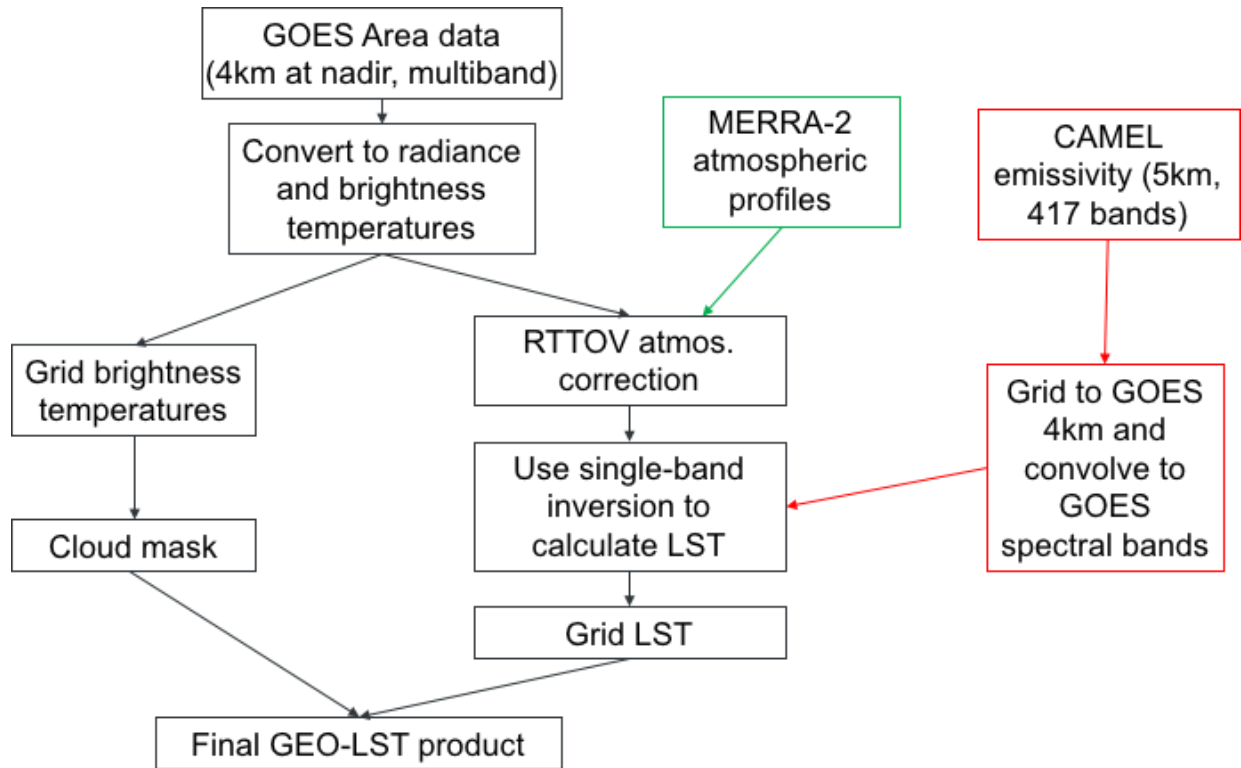 GOES Area data
(4km at nadir, multiband)
Convert to radiance
and brightness
temperatures
MERRA-2
atmospheric
profiles
CAMEL
emissivity (5km,
417 bands)
Grid brightness
temperatures
RTTOV atmos.
correction
Grid to GOES
4km and
convolve to
GOES
spectral bands
Use single-band
inversion to
calculate LST
Cloud mask
Grid LST
Final GEO-LST product